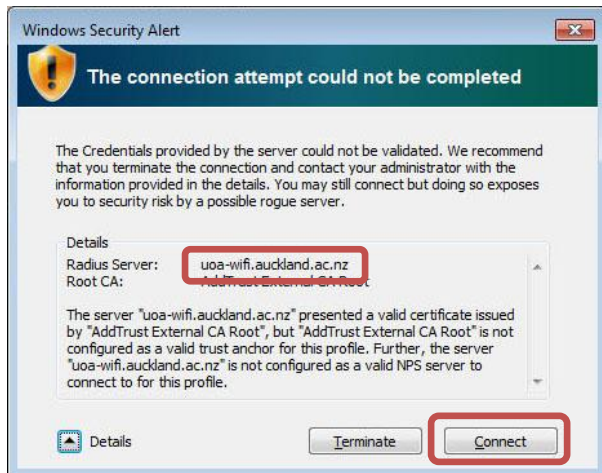 Windows Security Alert
The connection attempt could not be completed
The Credentials provided by the server could not be validated. We recommend
that you terminate the connection and contact your administrator with the
information provided in the details. You may still connect but doing so exposes
you to security risk by a possible rogue server.
Details
Radius Server: uoa-wifi.auckland.ac.nz
Root CA: AddTrust External CA Root
The server "uoa-wifi.auckland.ac.nz" presented a valid certificate issued
by "AddTrust External CA Root", but "AddTrust External CA Root" is not
configured as a valid trust anchor for this profile. Further, the server
"uoa-wifi.auckland.ac.nz" is not configured as a valid NPS server to
connect to for this profile.
Details Terminate Connect